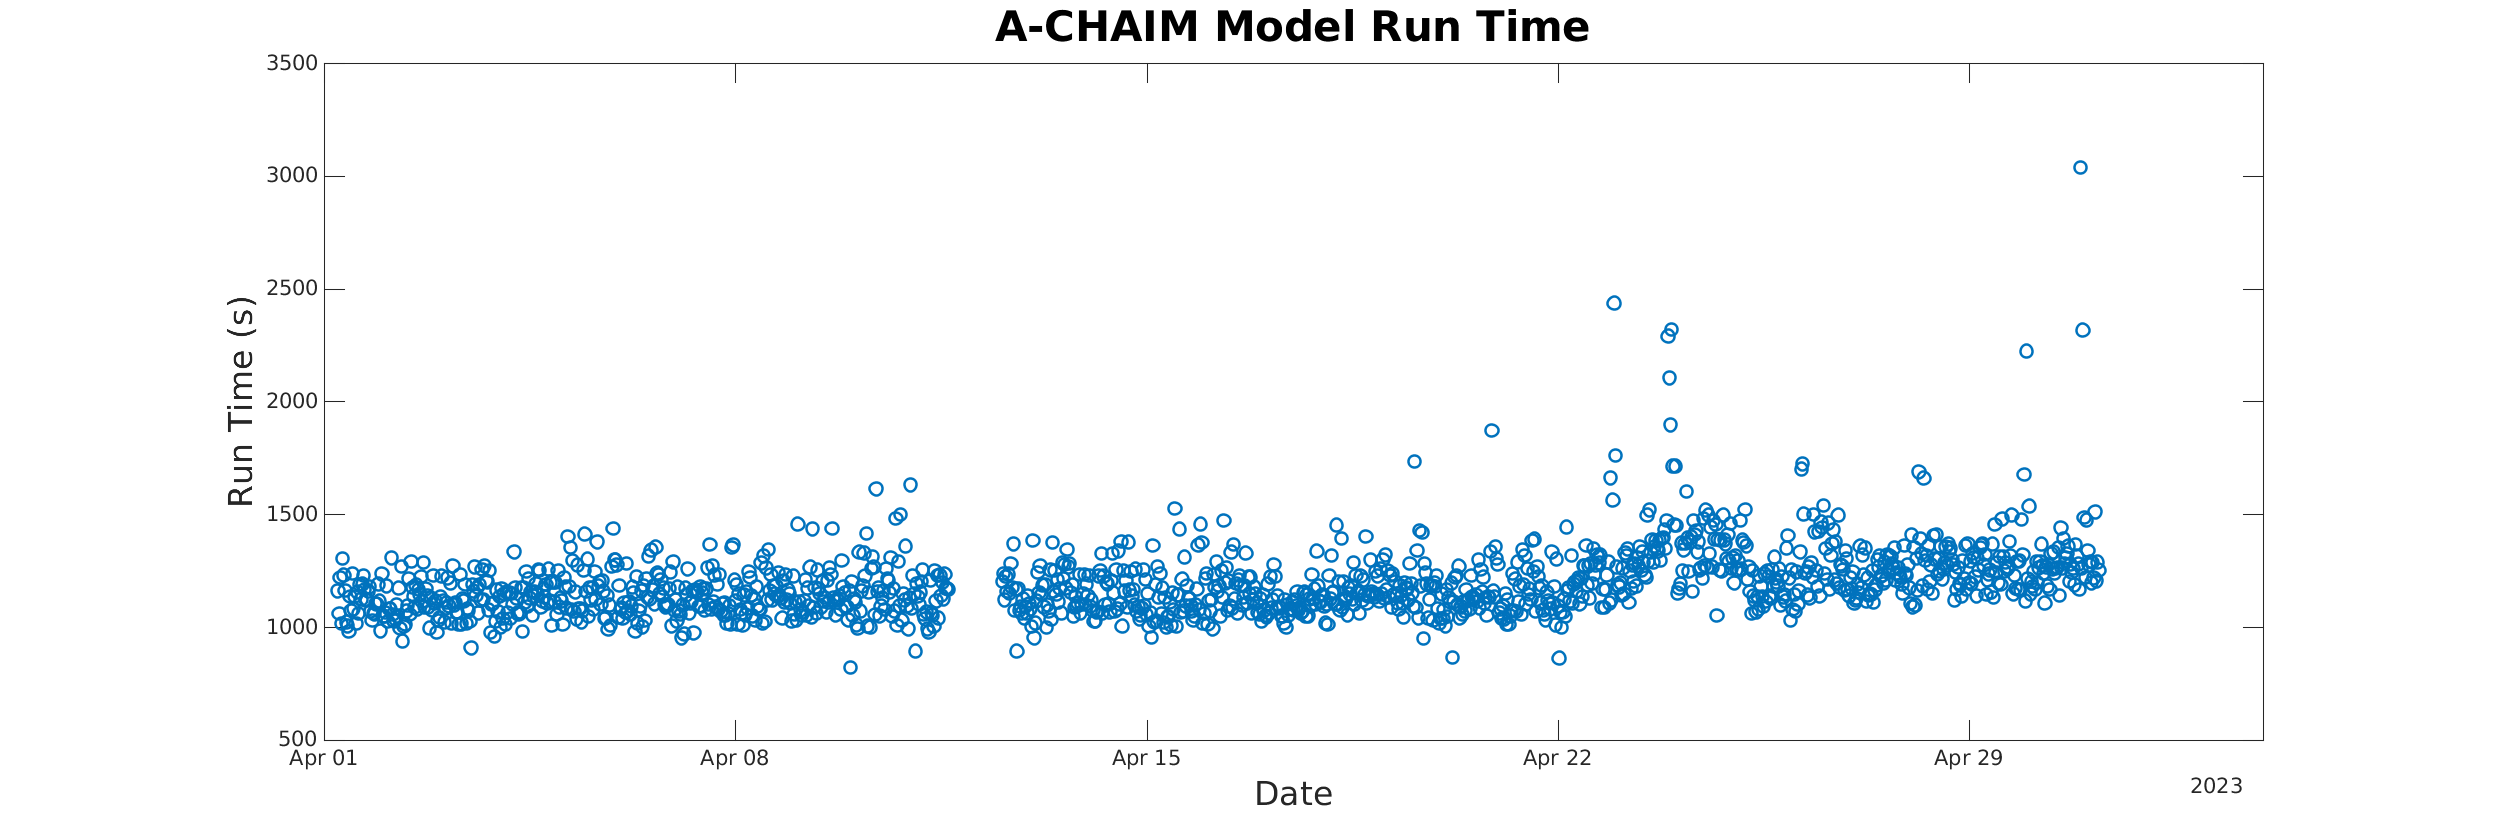 A-CHAIM Model Run Time
3500
3000
2500
2000
1500
1000
500
Run Time (s)
Apr 01 Apr 08 Apr 15 Apr 22 Apr 29
2023
Date